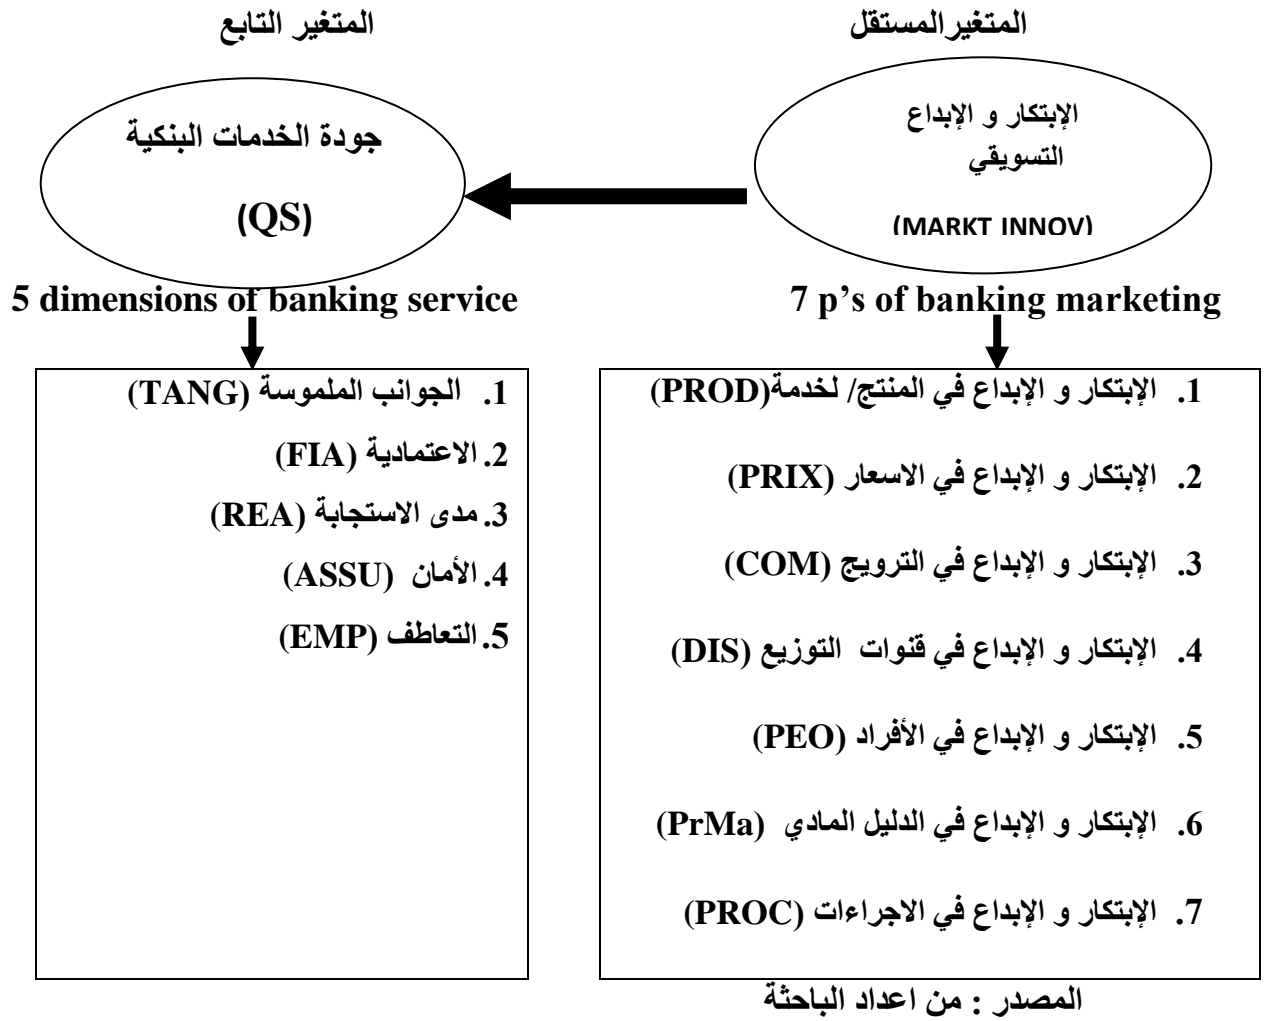 المتغيرالمستقل
المتغير التابع
الإبتكار و الإبداع
التسويقي
(MARKT INNOV)
جودة الخدمات البنكية
(QS)
7 p’s of banking marketing
5 dimensions of banking service
1. الإبتكار و الإبداع في المنتج/ لخدمة(PROD)
2. الإبتكار و الإبداع في الاسعار (PRIX)
3. الإبتكار و الإبداع في الترويج (COM)
4. الإبتكار و الإبداع في قنوات التوزيع (DIS)
5. الإبتكار و الإبداع في الأفراد (PEO)
6. الإبتكار و الإبداع في الدليل المادي (PrMa)
7. الإبتكار و الإبداع في الاجراءات (PROC)
1. الجوانب الملموسة (TANG)
2. الاعتمادية (FIA)
3. مدى الاستجابة (REA)
4. الأمان (ASSU)
5. التعاطف (EMP)
المصدر : من اعداد الباحثة